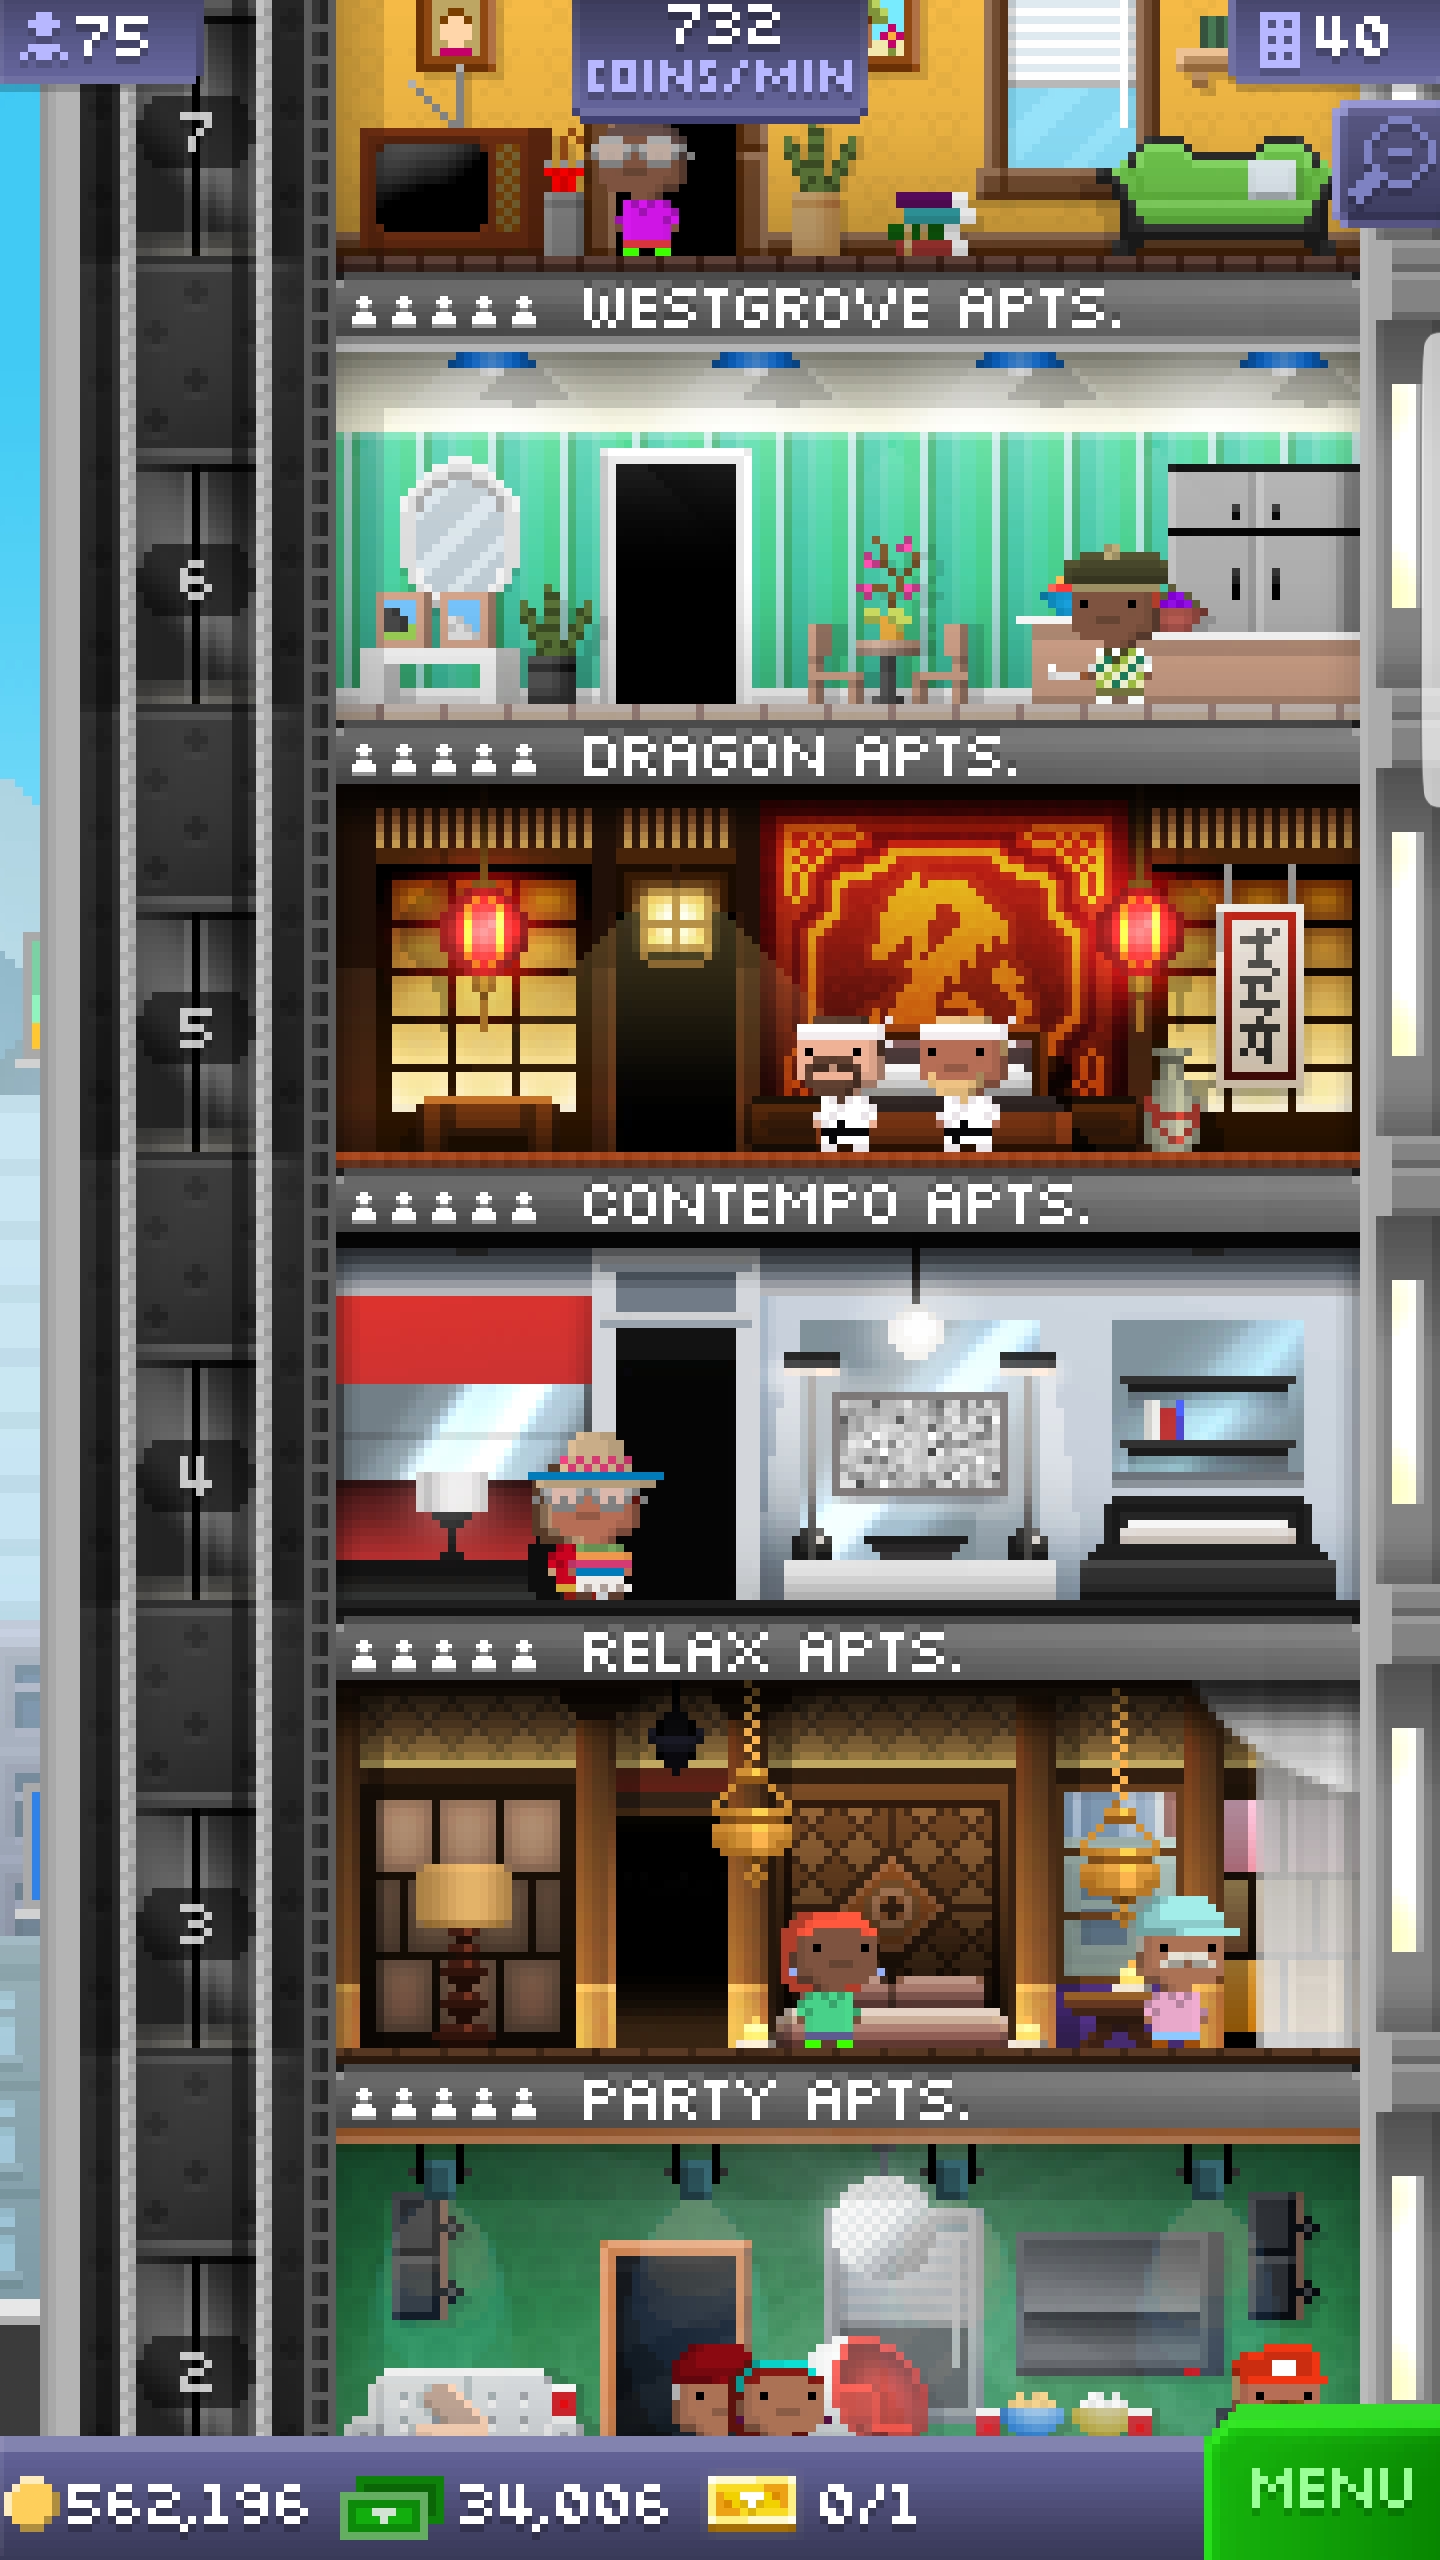 75
732
COINS/MIN
40
7
WESTGROVE APTS.
6
DRAGON APTS.
5
CONTEMPO APTS.
4
RELAX APTS.
3
PARTY APTS.
2
562,196
34,006
0/1
MENU